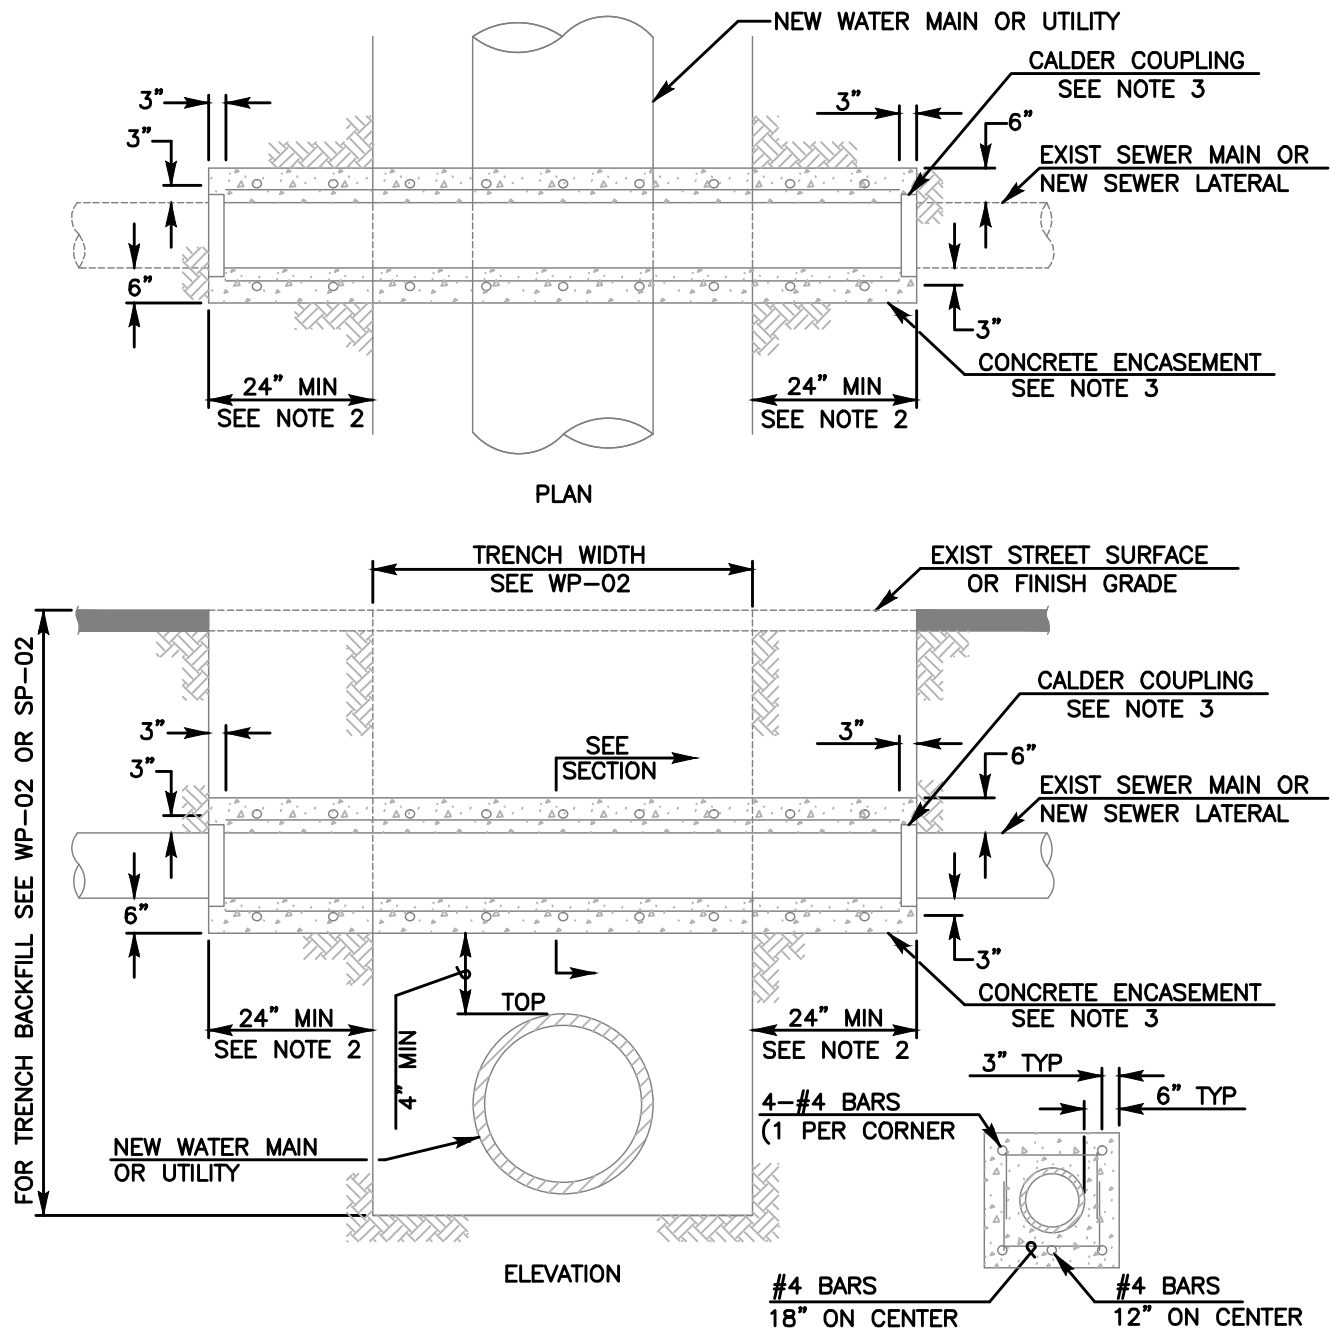 NEW WATER MAIN OR UTILITY
CALDER COUPLING
SEE NOTE 3
3"
3"
3"
6"
EXIST SEWER MAIN OR
NEW SEWER LATERAL
6"
3"
CONCRETE ENCASEMENT
SEE NOTE 3
24" MIN
SEE NOTE 2
24" MIN
SEE NOTE 2
PLAN
TRENCH WIDTH
SEE WP-02
EXIST STREET SURFACE
OR FINISH GRADE
FOR TRENCH BACKFILL SEE WP-02 OR SP-02
CALDER COUPLING
SEE NOTE 3
3"
3"
SEE
SECTION
3"
6"
EXIST SEWER MAIN OR
NEW SEWER LATERAL
6"
3"
CONCRETE ENCASEMENT
SEE NOTE 3
TOP
24" MIN
SEE NOTE 2
4" MIN
24" MIN
SEE NOTE 2
3" TYP
6" TYP
4-#4 BARS
(1 PER CORNER
NEW WATER MAIN
OR UTILITY
ELEVATION
#4 BARS
18" ON CENTER
#4 BARS
12" ON CENTER